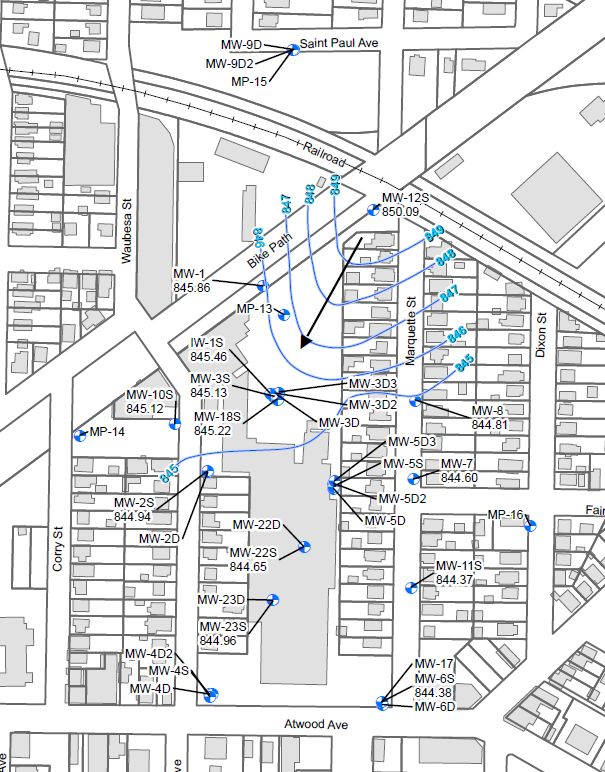 MW-9D
Saint Paul Ave
MW-9D2
MP-15
Railroad
849
848
847
846
MW-12S
850.09
Waubesa St
Bike Path
849
848
847
846
845
MW-1
845.86
MP-13
Marquette St
Dixon St
IW-1S
845.46
MW-3S
845.13
MW-18S
845.22
MW-3D3
MW-3D2
MW-3D
MW-10S
845.12
MP-14
MW-8
844.81
845
MW-5D3
MW-5S
MW-5D2
MW-5D
MW-7
844.60
MW-2S
844.94
MW-2D
MP-16
Fair
Corry St
MW-22D
MW-22S
844.65
MW-11S
844.37
MW-23D
MW-23S
844.96
MW-4D2
MW-4S
MW-4D
MW-17
MW-6S
844.38
MW-6D
Atwood Ave
Ave
ve